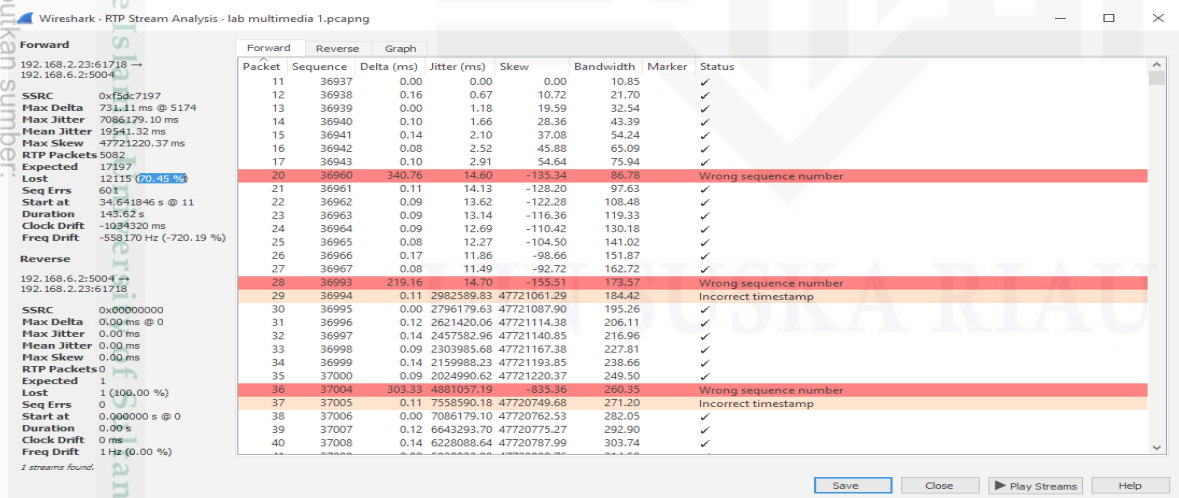 Wireshark · RTP Stream Analysis · lab multimedia 1.pcapng
Forward
192.168.2.23:61718 →
192.168.6.2:5004
SSRC 0xf5dc7197
Max Delta 731.11 ms @ 5174
Max Jitter 7086179.10 ms
Mean Jitter 19541.32 ms
Max Skew 47721220.37 ms
RTP Packets 5082
Expected 17197
Lost 12115 (70.45 %)
Seq Errs 601
Start at 34.641846 s @ 11
Duration 143.62 s
Clock Drift -1034320 ms
Freq Drift -558170 Hz (-720.19 %)
Reverse
192.168.6.2:5004 →
192.168.2.23:61718
SSRC 0x00000000
Max Delta 0.00 ms @ 0
Max Jitter 0.00 ms
Mean Jitter 0.00 ms
Max Skew 0.00 ms
RTP Packets 0
Expected 1
Lost 1 (100.00 %)
Seq Errs 0
Start at 0.000000 s @ 0
Duration 0.00 s
Clock Drift 0 ms
Freq Drift 1 Hz (0.00 %)
1 streams found.
Forward Reverse Graph
Packet Sequence Delta (ms) Jitter (ms) Skew Bandwidth Marker Status
11 36937 0.00 0.00 0.00 10.85 ✓
12 36938 0.16 0.67 10.72 21.70 ✓
13 36939 0.00 1.18 19.59 32.54 ✓
14 36940 0.10 1.66 28.36 43.39 ✓
15 36941 0.14 2.10 37.08 54.24 ✓
16 36942 0.08 2.52 45.88 65.09 ✓
17 36943 0.10 2.91 54.64 75.94 ✓
20 36960 340.76 14.60 -135.34 86.78 Wrong sequence number
21 36961 0.11 14.13 -128.20 97.63 ✓
22 36962 0.09 13.62 -122.28 108.48 ✓
23 36963 0.09 13.14 -116.36 119.33 ✓
24 36964 0.09 12.69 -110.42 130.18 ✓
25 36965 0.08 12.27 -104.50 141.02 ✓
26 36966 0.17 11.86 -98.66 151.87 ✓
27 36967 0.08 11.49 -92.72 162.72 ✓
28 36993 219.16 14.70 -155.51 173.57 Wrong sequence number
29 36994 0.11 2982589.83 47721061.29 184.42 Incorrect timestamp
30 36995 0.00 2796179.63 47721087.90 195.26 ✓
31 36996 0.12 2621420.06 47721114.38 206.11 ✓
32 36997 0.14 2457582.96 47721140.85 216.96 ✓
33 36998 0.09 2303985.68 47721167.38 227.81 ✓
34 36999 0.14 2159988.23 47721193.85 238.66 ✓
35 37000 0.09 2024990.62 47721220.37 249.50 ✓
36 37004 303.33 4881057.19 -835.36 260.35 Wrong sequence number
37 37005 0.11 7558590.18 47720749.68 271.20 Incorrect timestamp
38 37006 0.00 7086179.10 47720762.53 282.05 ✓
39 37007 0.12 6643293.70 47720775.27 292.90 ✓
40 37008 0.14 6228088.64 47720787.99 303.74 ✓
Save Close Play Streams Help
UIN SUSKA RIAU